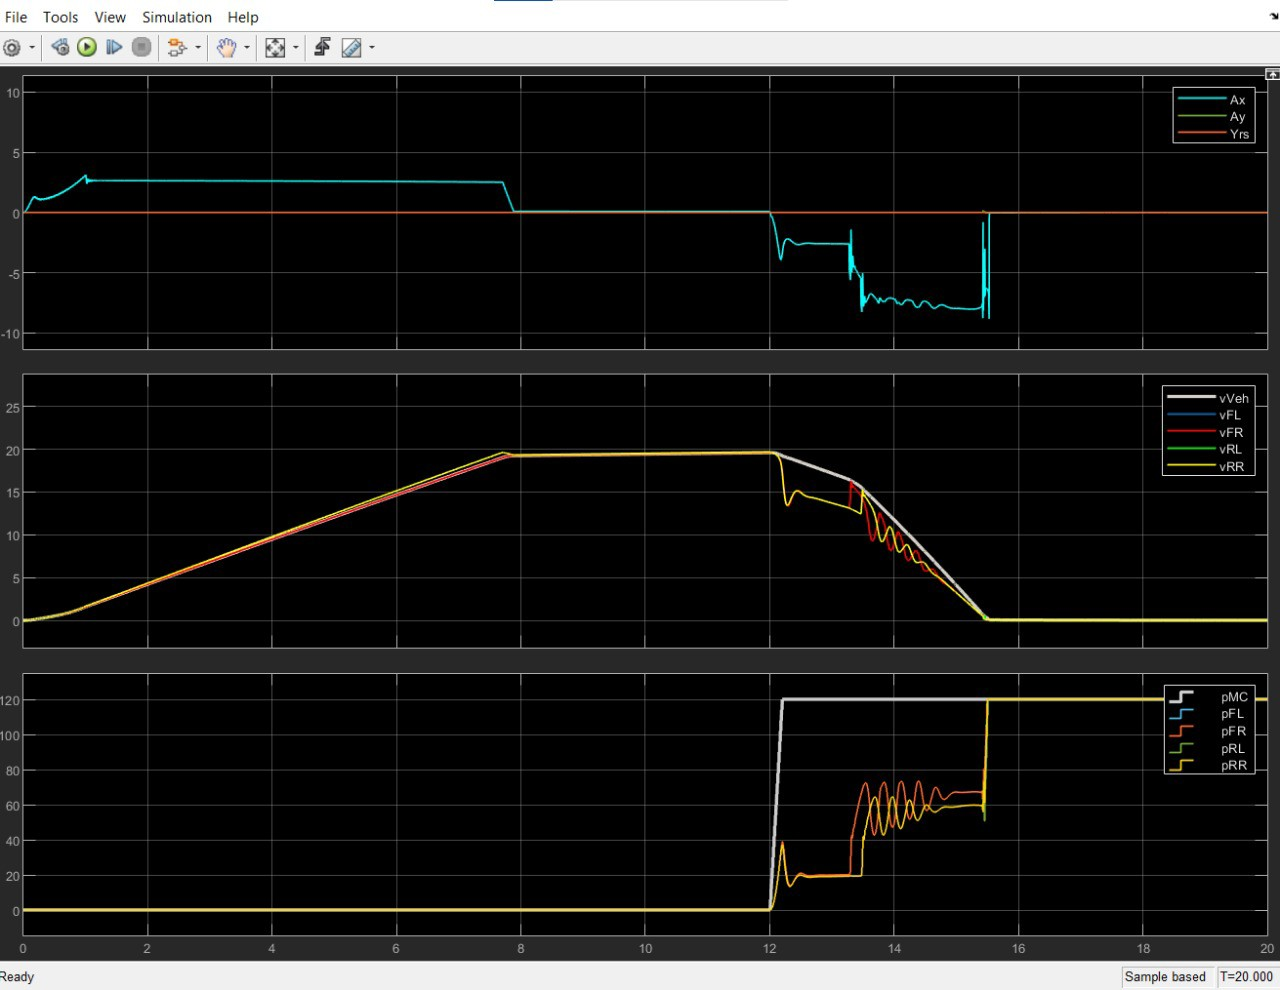 File Tools View Simulation Help
10
5
0
-5
-10
Ax
Ay
Yrs
25
20
15
10
5
0
vVeh
vFL
vFR
vRL
vRR
120
100
80
60
40
20
0
pMC
pFL
pFR
pRL
pRR
0 2 4 6 8 10 12 14 16 18 20
Ready Sample based T=20.000